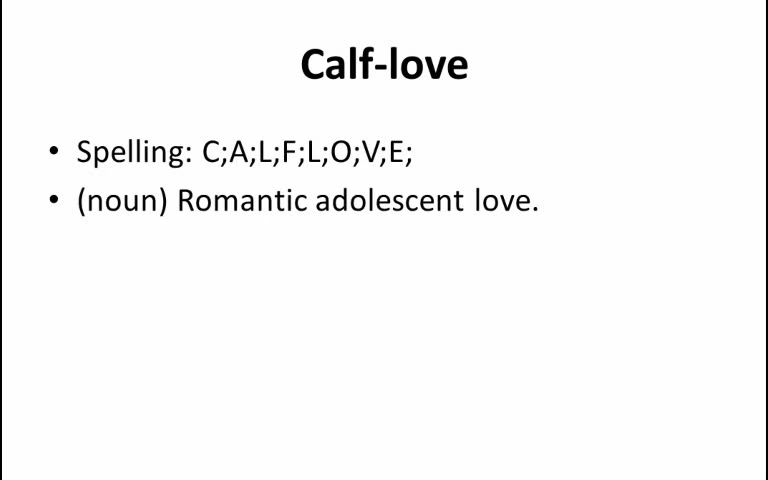 Calf-love
• Spelling: C;A;L;F;L;O;V;E;
• (noun) Romantic adolescent love.